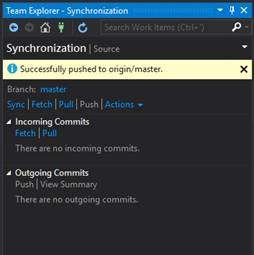 Team Explorer - Synchronization
Search Work Items (Ctrl+')
Synchronization | Source
Successfully pushed to origin/master.
Branch: master
Sync | Fetch | Pull | Push | Actions
Incoming Commits
Fetch | Pull
There are no incoming commits.
Outgoing Commits
Push | View Summary
There are no outgoing commits.